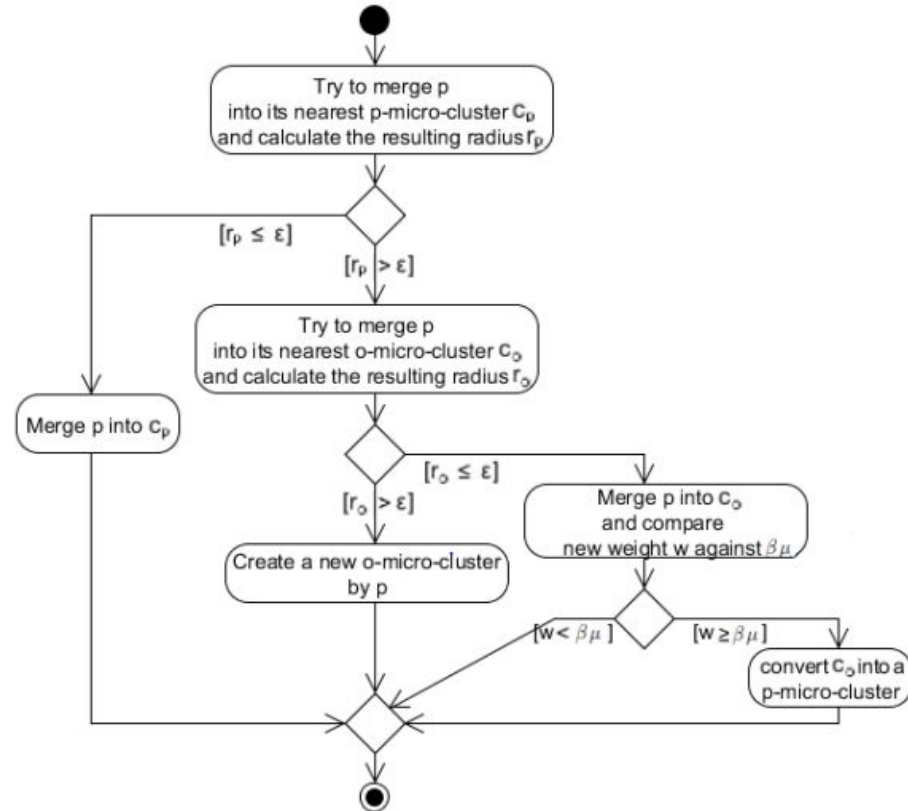 Try to merge p
into its nearest p-micro-cluster cₚ
and calculate the resulting radius rₚ
[rₚ ≤ ε]
[rₚ > ε]
Try to merge p
into its nearest o-micro-cluster cₒ
and calculate the resulting radius rₒ
Merge p into cₚ
[rₒ ≤ ε]
[rₒ > ε]
Merge p into cₒ
and compare
new weight w against βμ
Create a new o-micro-cluster
by p
[w < βμ ]
[w ≥ βμ]
convert cₒ into a
p-micro-cluster